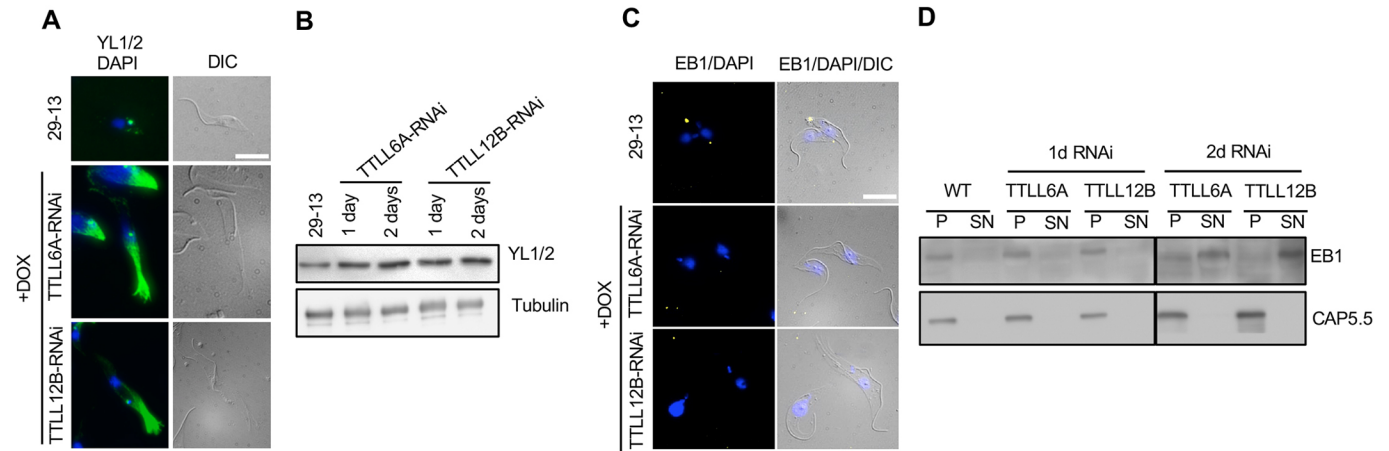 A
YL1/2
DAPI
DIC
29-13
+DOX
TTLL6A-RNAi
TTLL12B-RNAi
B
TTLL6A-RNAi
TTLL12B-RNAi
29-13
1 day
2 days
1 day
2 days
YL1/2
Tubulin
C
EB1/DAPI
EB1/DAPI/DIC
29-13
+DOX
TTLL6A-RNAi
TTLL12B-RNAi
D
1d RNAi
2d RNAi
WT
TTLL6A
TTLL12B
TTLL6A
TTLL12B
P SN P SN P SN P SN P SN
EB1
CAP5.5